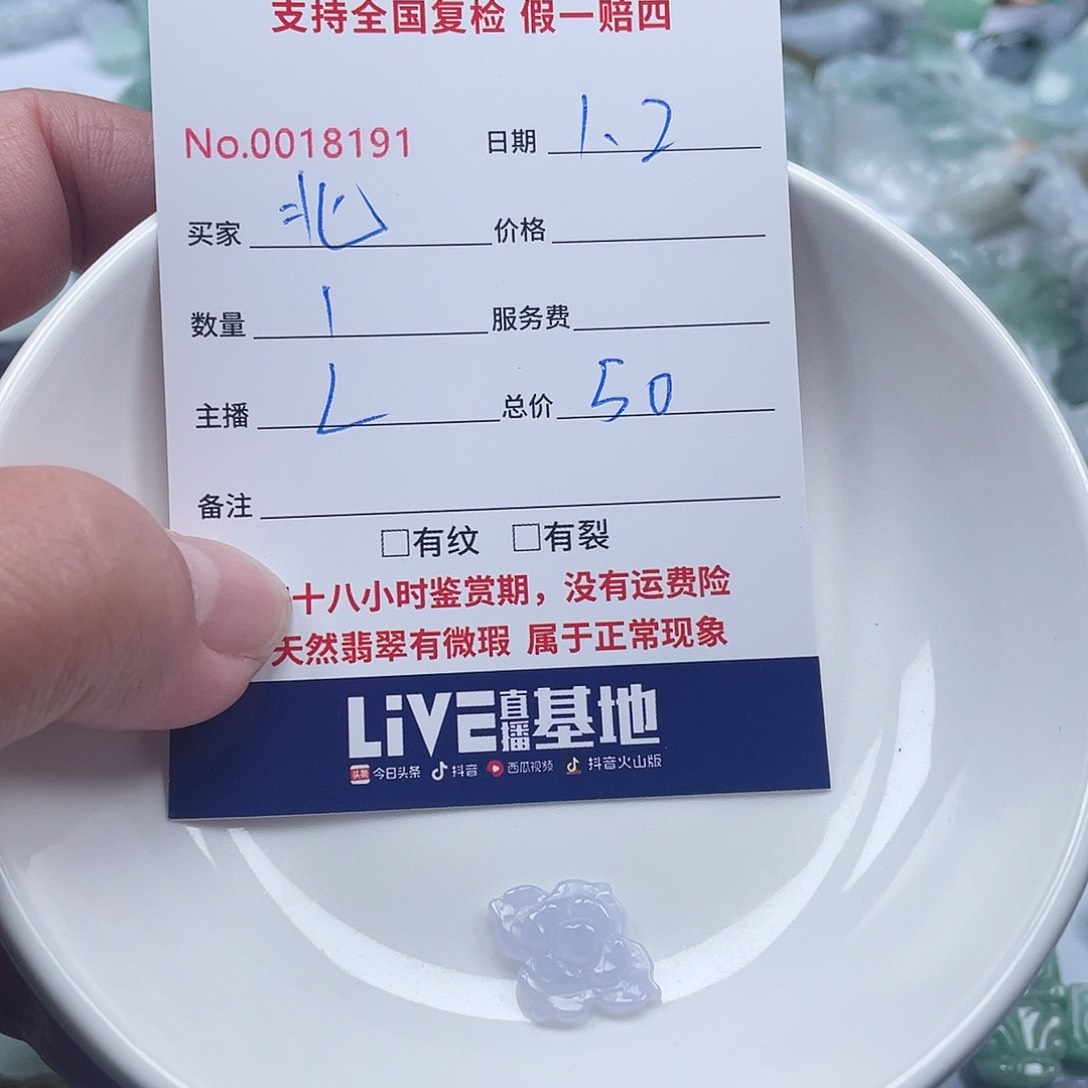 支持全国复检 假一赔四
No.0018191 日期 1、2
买家 兆 价格
数量 1 服务费
主播 L 总价 50
备注
□有纹 □有裂
十八小时鉴赏期，没有运费险
天然翡翠有微瑕 属于正常现象
LiVE直播基地
头条 今日头条 抖音 西瓜视频 抖音火山版